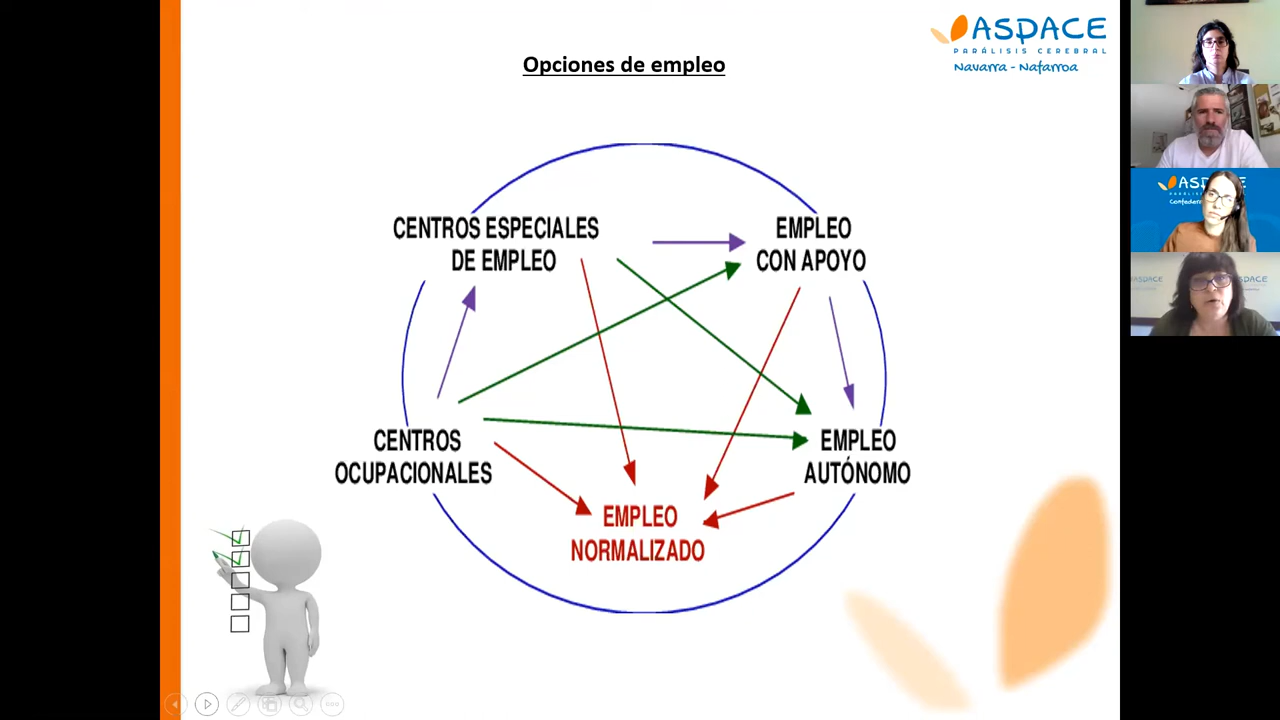 Opciones de empleo
ASPACE
PARÁLISIS CEREBRAL
Navarra - Nafarroa
CENTROS ESPECIALES
DE EMPLEO
EMPLEO
CON APOYO
CENTROS
OCUPACIONALES
EMPLEO
AUTÓNOMO
EMPLEO
NORMALIZADO